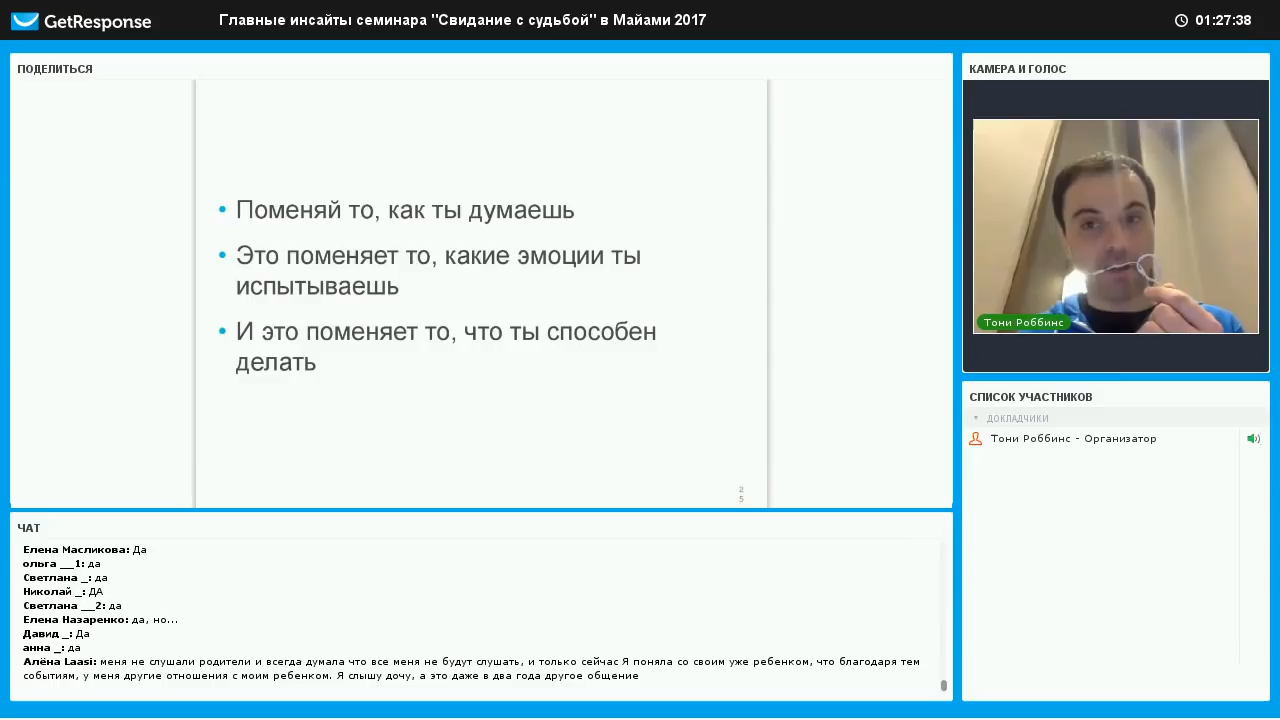 GetResponse
Главные инсайты семинара "Свидание с судьбой" в Майами 2017
01:27:38
ПОДЕЛИТЬСЯ
• Поменяй то, как ты думаешь
• Это поменяет то, какие эмоции ты
испытываешь
• И это поменяет то, что ты способен
делать
2
5
КАМЕРА И ГОЛОС
Тони Роббинс
СПИСОК УЧАСТНИКОВ
ДОКЛАДЧИКИ
Тони Роббинс - Организатор
ЧАТ
Елена Масликова: Да
ольга __1: да
Светлана _: да
Николай _: ДА
Светлана __2: да
Елена Назаренко: да, но...
Давид _: Да
анна _: да
Алёна Laasi: меня не слушали родители и всегда думала что все меня не будут слушать, и только сейчас Я поняла со своим уже ребенком, что благодаря тем
событиям, у меня другие отношения с моим ребенком. Я слышу дочу, а это даже в два года другое общение